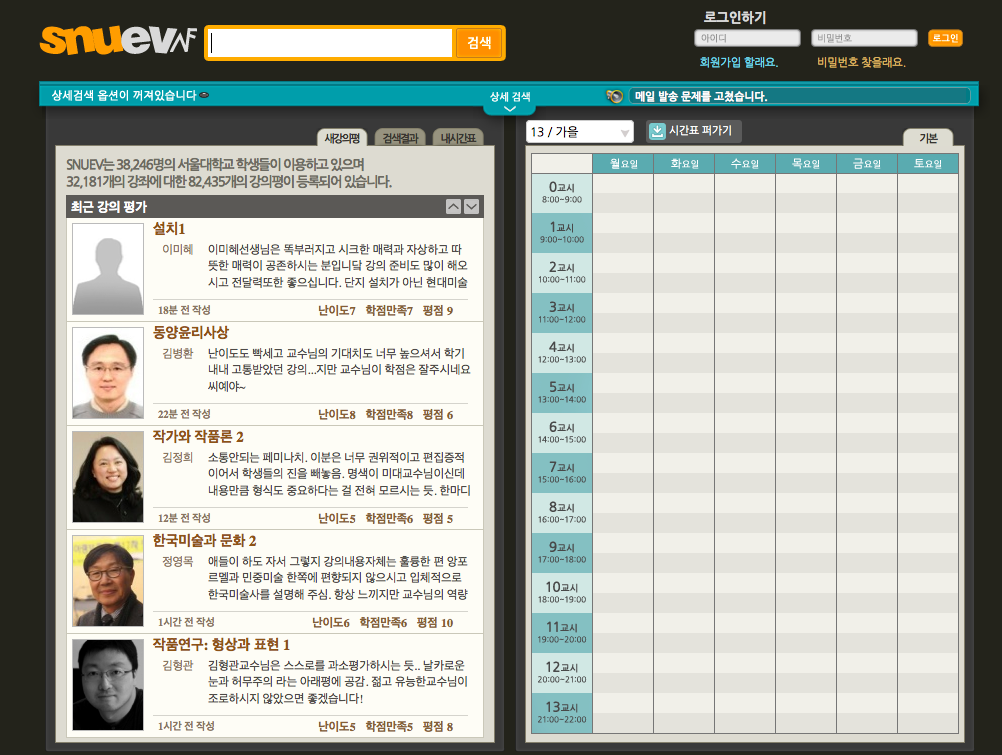 snuev
검색
로그인하기
아이디
비밀번호
로그인
회원가입 할래요.
비밀번호 찾을래요.
상세검색 옵션이 꺼져있습니다
상세 검색
메일 발송 문제를 고쳤습니다.
새강의평
검색결과
내시간표
SNUEV는 38,246명의 서울대학교 학생들이 이용하고 있으며
32,181개의 강좌에 대한 82,435개의 강의평이 등록되어 있습니다.
최근 강의 평가
설치1
이미혜
이미혜선생님은 똑부러지고 시크한 매력과 자상하고 따
뜻한 매력이 공존하시는 분입니닼 강의 준비도 많이 해오
시고 전달력또한 좋으십니다. 단지 설치가 아닌 현대미술
18분 전 작성
난이도7 학점만족7 평점 9
동양윤리사상
김병환
난이도도 빡세고 교수님의 기대치도 너무 높으셔서 학기
내내 고통받았던 강의...지만 교수님이 학점은 잘주시네요
씨예야~
22분 전 작성
난이도8 학점만족8 평점 6
작가와 작품론 2
김정희
소통안되는 페미나치. 이분은 너무 권위적이고 편집증적
이어서 학생들의 진을 빼놓음. 명색이 미대교수님이신데
내용만큼 형식도 중요하다는 걸 전혀 모르시는 듯. 한마디
12분 전 작성
난이도5 학점만족6 평점 5
한국미술과 문화 2
정영목
애들이 하도 자서 그렇지 강의내용자체는 훌륭한 편 앙포
르멜과 민중미술 한쪽에 편향되지 않으시고 입체적으로
한국미술사를 설명해 주심. 항상 느끼지만 교수님의 역량
1시간 전 작성
난이도6 학점만족6 평점 10
작품연구: 형상과 표현 1
김형관
김형관교수님은 스스로를 과소평가하시는 듯.. 날카로운
눈과 허무주의 라는 아래평에 공감. 젊고 유능한교수님이
조로하시지 않았으면 좋겠습니다!
1시간 전 작성
난이도5 학점만족5 평점 8
13 / 가을
시간표 퍼가기
기본
월요일 화요일 수요일 목요일 금요일 토요일
0교시
8:00~9:00
1교시
9:00~10:00
2교시
10:00~11:00
3교시
11:00~12:00
4교시
12:00~13:00
5교시
13:00~14:00
6교시
14:00~15:00
7교시
15:00~16:00
8교시
16:00~17:00
9교시
17:00~18:00
10교시
18:00~19:00
11교시
19:00~20:00
12교시
20:00~21:00
13교시
21:00~22:00